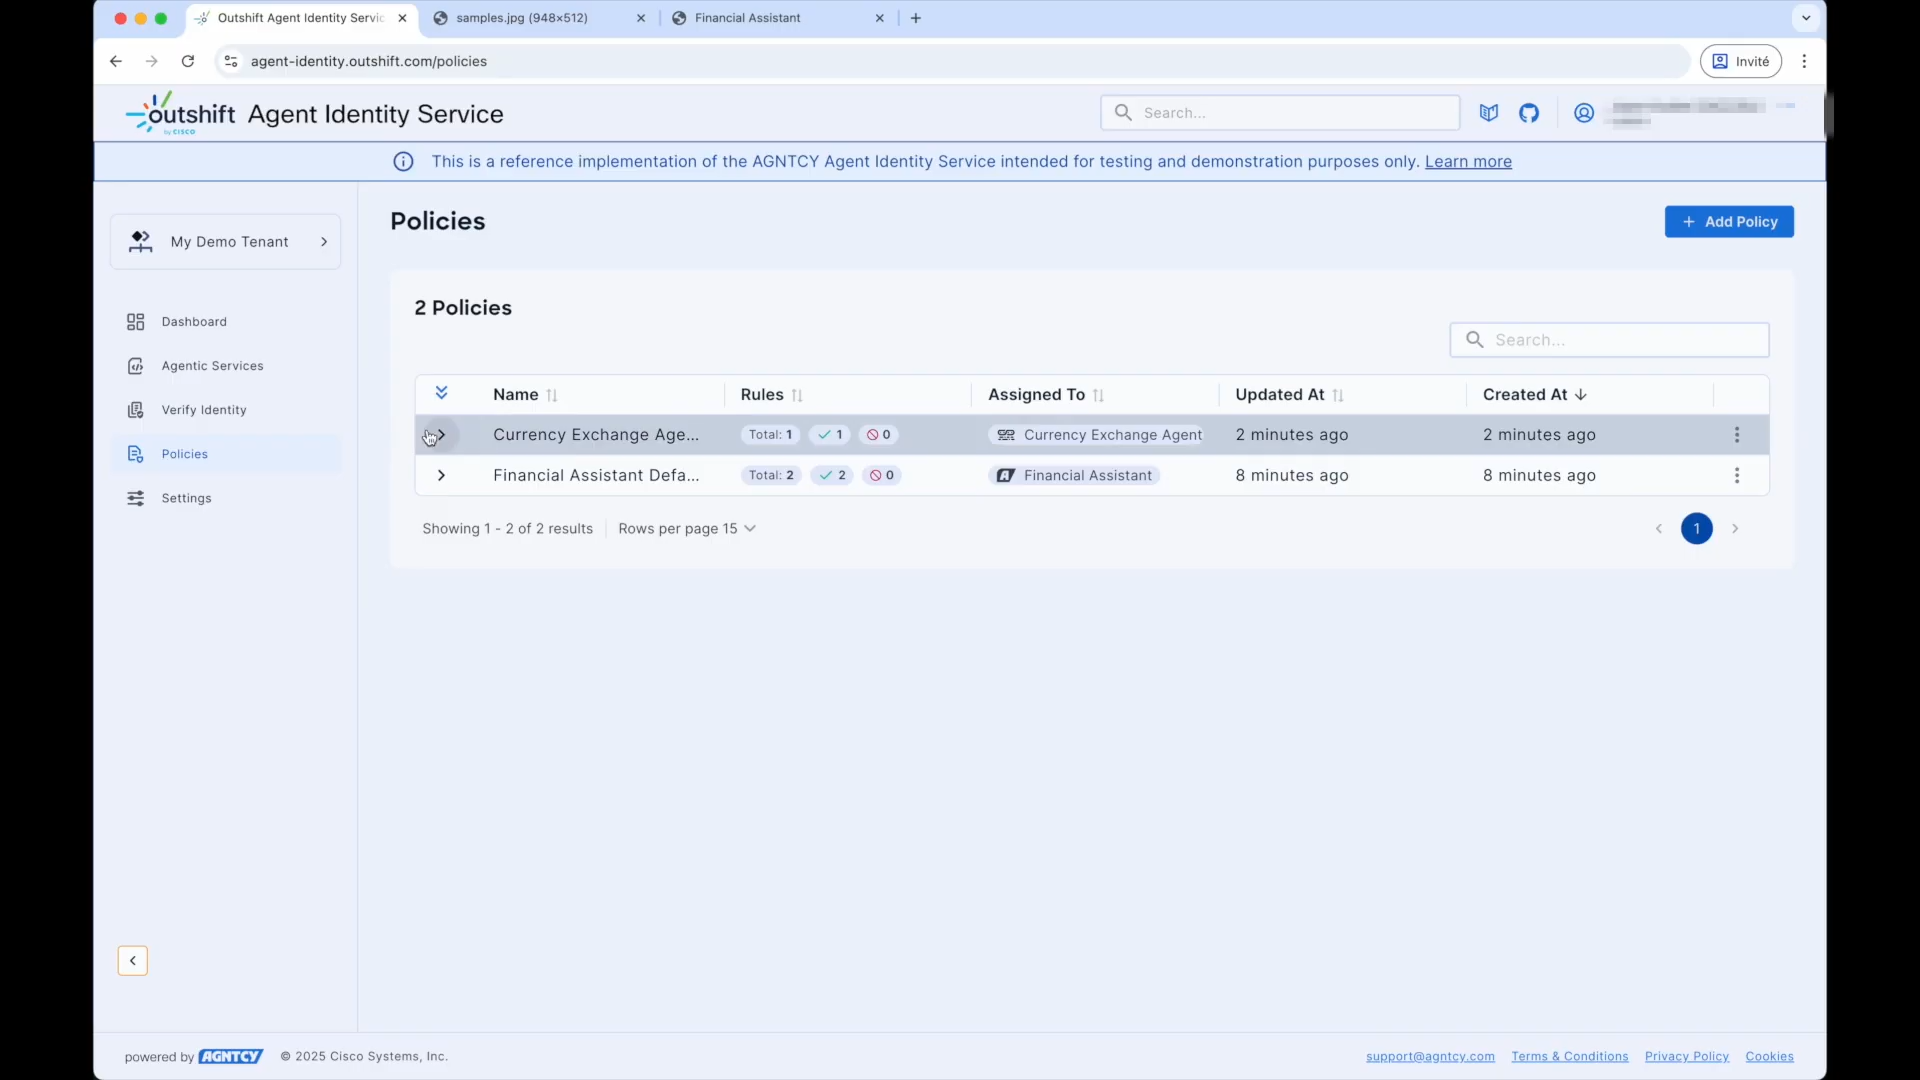 Outshift Agent Identity Servic
samples.jpg (948×512)
Financial Assistant
agent-identity.outshift.com/policies
Invité
outshift by CISCO Agent Identity Service
Search...
This is a reference implementation of the AGNTCY Agent Identity Service intended for testing and demonstration purposes only. Learn more
My Demo Tenant
Dashboard
Agentic Services
Verify Identity
Policies
Settings
Policies
+ Add Policy
2 Policies
Search...
Name Rules Assigned To Updated At Created At
Currency Exchange Age... Total: 1 1 0 Currency Exchange Agent 2 minutes ago 2 minutes ago
Financial Assistant Defa... Total: 2 2 0 Financial Assistant 8 minutes ago 8 minutes ago
Showing 1 - 2 of 2 results Rows per page 15 1
powered by AGNTCY © 2025 Cisco Systems, Inc.
support@agntcy.com Terms & Conditions Privacy Policy Cookies